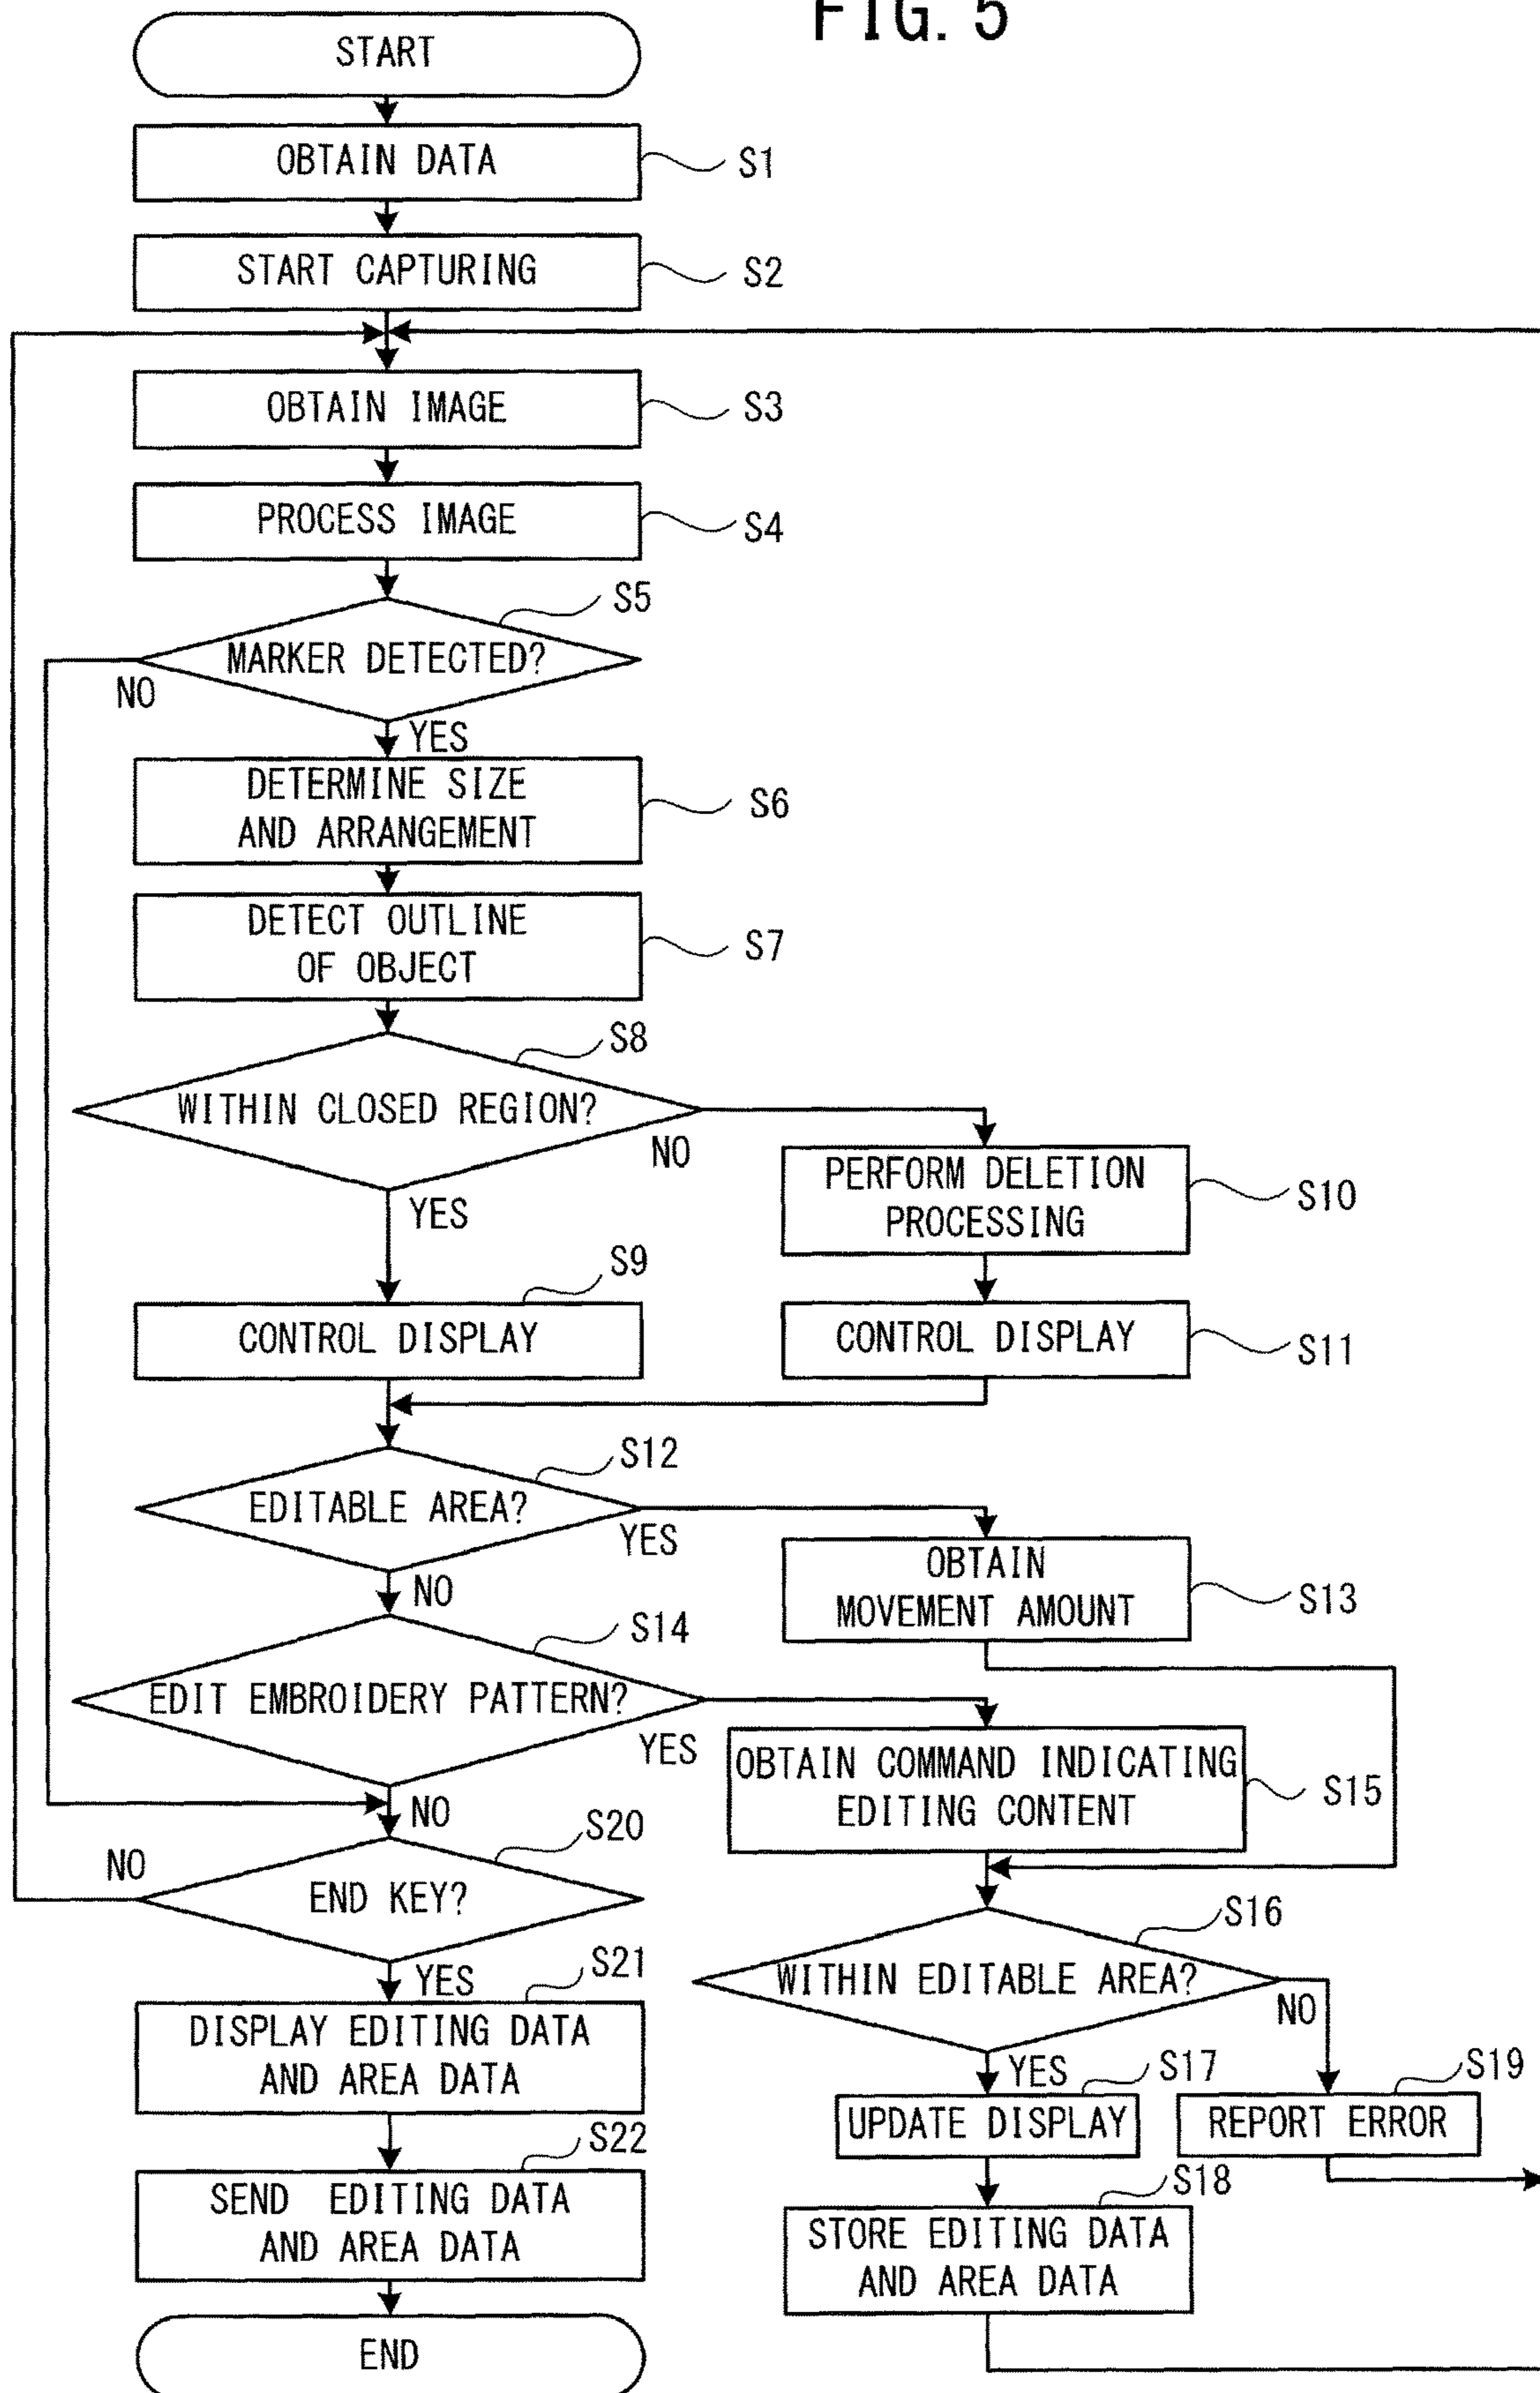 FIG. 5
START
OBTAIN DATA
S1
START CAPTURING
S2
OBTAIN IMAGE
S3
PROCESS IMAGE
S4
S5
MARKER DETECTED?
NO
YES
DETERMINE SIZE
AND ARRANGEMENT
S6
DETECT OUTLINE
OF OBJECT
S7
S8
WITHIN CLOSED REGION?
NO
YES
PERFORM DELETION
PROCESSING
S10
S9
CONTROL DISPLAY
CONTROL DISPLAY
S11
S12
EDITABLE AREA?
YES
NO
OBTAIN
MOVEMENT AMOUNT
S13
S14
EDIT EMBROIDERY PATTERN?
YES
NO
OBTAIN COMMAND INDICATING
EDITING CONTENT
S15
S20
NO
END KEY?
YES
S16
WITHIN EDITABLE AREA?
NO
YES
S21
DISPLAY EDITING DATA
AND AREA DATA
S17
UPDATE DISPLAY
S19
REPORT ERROR
S22
SEND EDITING DATA
AND AREA DATA
S18
STORE EDITING DATA
AND AREA DATA
END